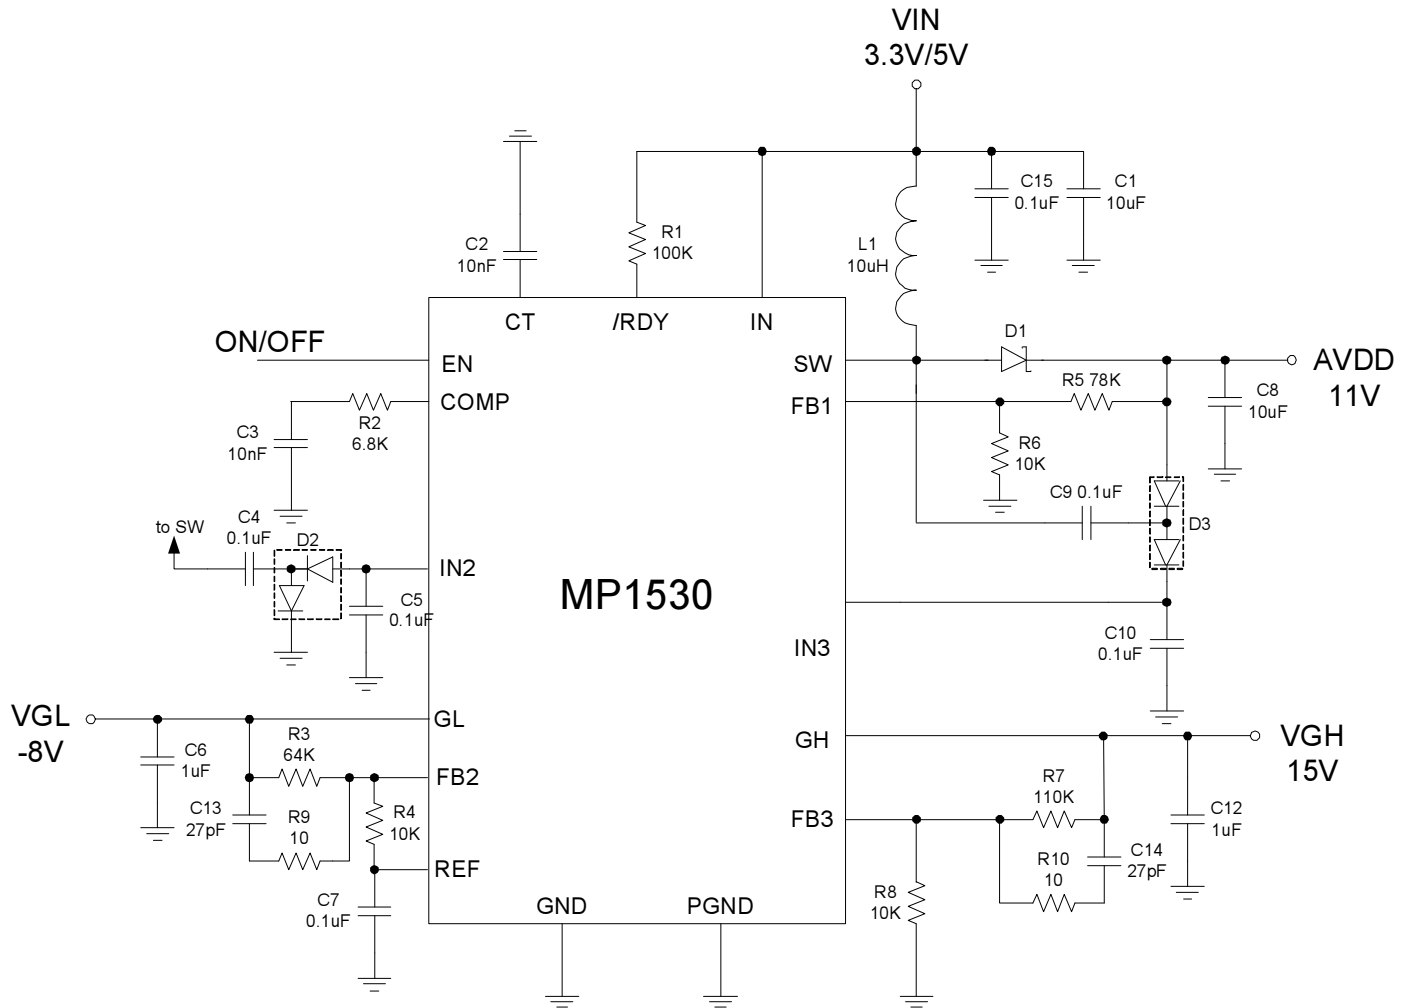 VIN
3.3V/5V
C15
0.1uF
C1
10uF
C2
10nF
R1
100K
L1
10uH
CT
/RDY
IN
ON/OFF
EN
SW
D1
AVDD
11V
COMP
FB1
R5 78K
C8
10uF
R2
6.8K
C3
10nF
R6
10K
C9 0.1uF
D3
to SW
C4
0.1uF
D2
IN2
C5
0.1uF
MP1530
IN3
C10
0.1uF
VGL
-8V
GL
C6
1uF
R3
64K
GH
VGH
15V
FB2
C13
27pF
R9
10
R4
10K
R7
110K
FB3
C12
1uF
R10
10
C14
27pF
REF
C7
0.1uF
R8
10K
GND
PGND